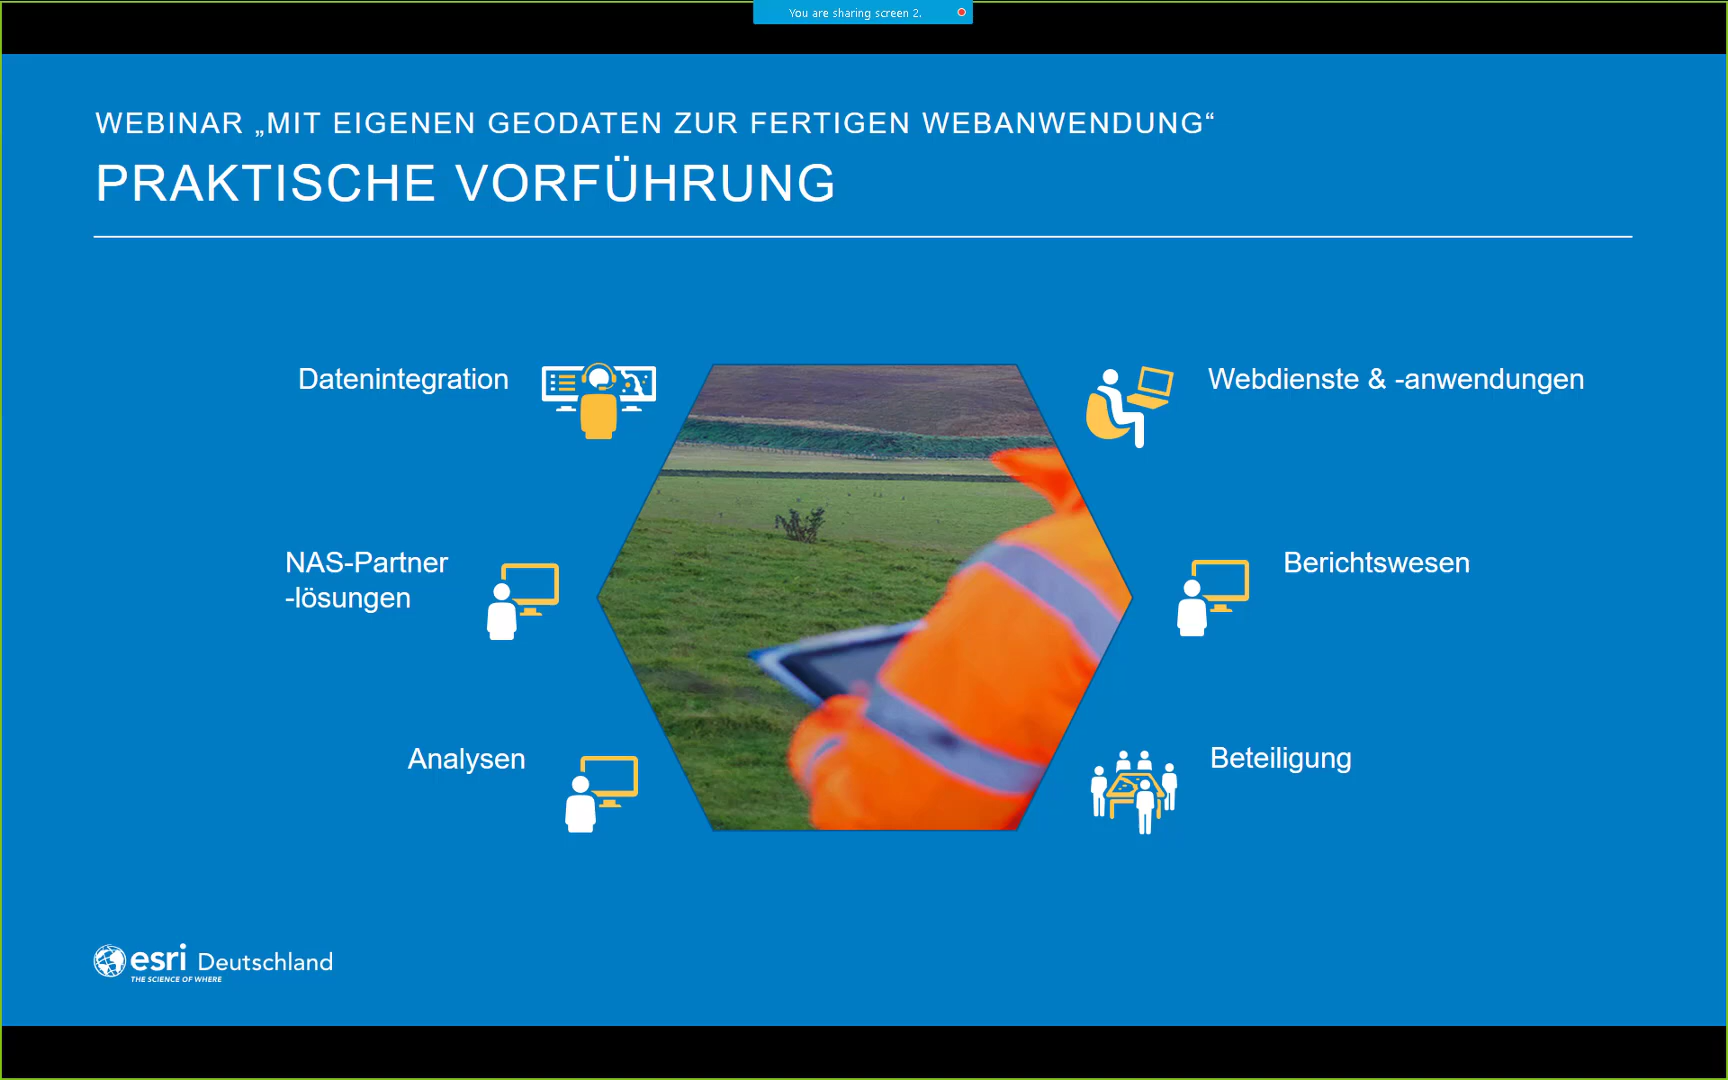 You are sharing screen 2.
WEBINAR „MIT EIGENEN GEODATEN ZUR FERTIGEN WEBANWENDUNG“
PRAKTISCHE VORFÜHRUNG
Datenintegration
Webdienste & -anwendungen
NAS-Partner
-lösungen
Berichtswesen
Analysen
Beteiligung
esri Deutschland
THE SCIENCE OF WHERE